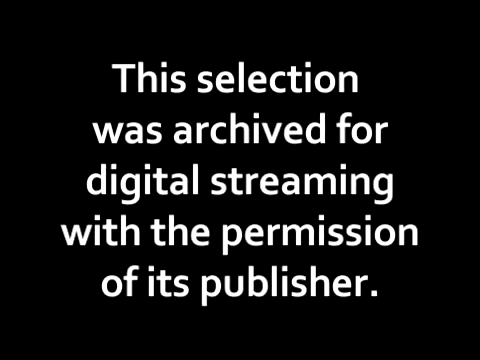 This selection
was archived for
digital streaming
with the permission
of its publisher.